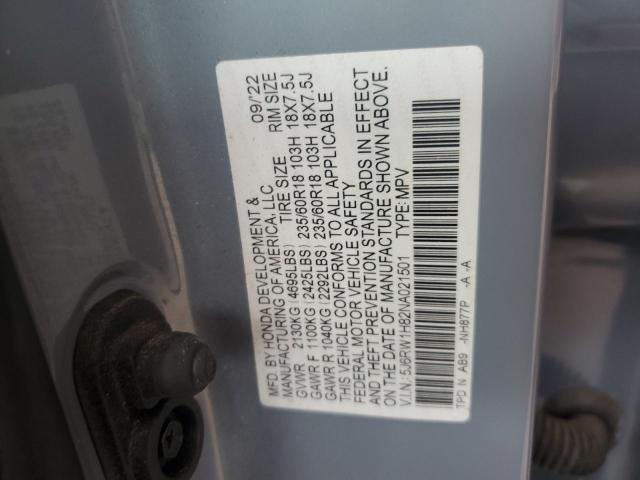 MFD. BY HONDA DEVELOPMENT & 09/'22
MANUFACTURING OF AMERICA, LLC TIRE SIZE RIM SIZE
GVWR 2130KG (4695LBS) 235/60R18 103H 18X7.5J
GAWR F 1100KG (2425LBS) 235/60R18 103H 18X7.5J
GAWR R 1040KG (2292LBS)
THIS VEHICLE CONFORMS TO ALL APPLICABLE
FEDERAL MOTOR VEHICLE SAFETY
AND THEFT PREVENTION STANDARDS IN EFFECT
ON THE DATE OF MANUFACTURE SHOWN ABOVE.
V.I.N.: 5J6RW1H82NA021501 TYPE: MPV
TPD N AB9 -NH877P -A -A